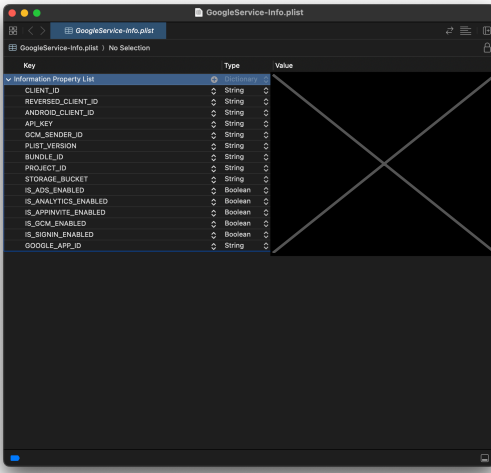 GoogleService-Info.plist
GoogleService-Info.plist
GoogleService-Info.plist ⟩ No Selection
Key Type Value
Information Property List Dictionary
CLIENT_ID String
REVERSED_CLIENT_ID String
ANDROID_CLIENT_ID String
API_KEY String
GCM_SENDER_ID String
PLIST_VERSION String
BUNDLE_ID String
PROJECT_ID String
STORAGE_BUCKET String
IS_ADS_ENABLED Boolean
IS_ANALYTICS_ENABLED Boolean
IS_APPINVITE_ENABLED Boolean
IS_GCM_ENABLED Boolean
IS_SIGNIN_ENABLED Boolean
GOOGLE_APP_ID String